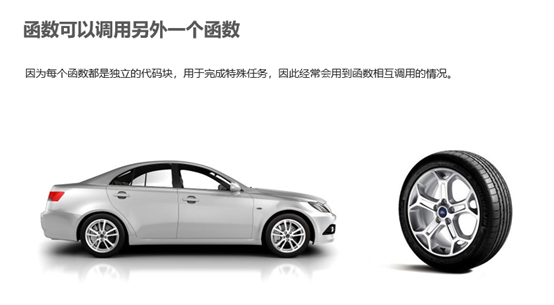 函数可以调用另外一个函数
因为每个函数都是独立的代码块，用于完成特殊任务，因此经常会用到函数相互调用的情况。